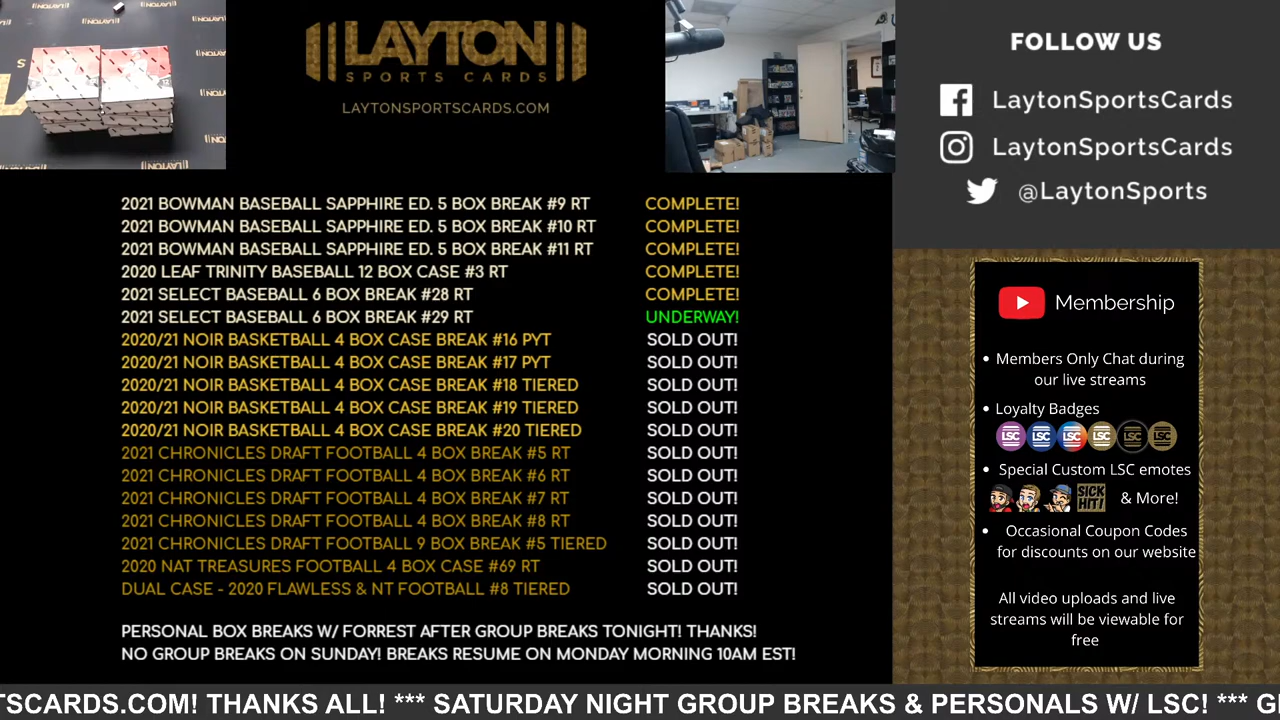 LAYTON
SPORTS CARDS
LAYTONSPORTSCARDS.COM
2021 BOWMAN BASEBALL SAPPHIRE ED. 5 BOX BREAK #9 RT COMPLETE!
2021 BOWMAN BASEBALL SAPPHIRE ED. 5 BOX BREAK #10 RT COMPLETE!
2021 BOWMAN BASEBALL SAPPHIRE ED. 5 BOX BREAK #11 RT COMPLETE!
2020 LEAF TRINITY BASEBALL 12 BOX CASE #3 RT COMPLETE!
2021 SELECT BASEBALL 6 BOX BREAK #28 RT COMPLETE!
2021 SELECT BASEBALL 6 BOX BREAK #29 RT UNDERWAY!
2020/21 NOIR BASKETBALL 4 BOX CASE BREAK #16 PYT SOLD OUT!
2020/21 NOIR BASKETBALL 4 BOX CASE BREAK #17 PYT SOLD OUT!
2020/21 NOIR BASKETBALL 4 BOX CASE BREAK #18 TIERED SOLD OUT!
2020/21 NOIR BASKETBALL 4 BOX CASE BREAK #19 TIERED SOLD OUT!
2020/21 NOIR BASKETBALL 4 BOX CASE BREAK #20 TIERED SOLD OUT!
2021 CHRONICLES DRAFT FOOTBALL 4 BOX BREAK #5 RT SOLD OUT!
2021 CHRONICLES DRAFT FOOTBALL 4 BOX BREAK #6 RT SOLD OUT!
2021 CHRONICLES DRAFT FOOTBALL 4 BOX BREAK #7 RT SOLD OUT!
2021 CHRONICLES DRAFT FOOTBALL 4 BOX BREAK #8 RT SOLD OUT!
2021 CHRONICLES DRAFT FOOTBALL 9 BOX BREAK #5 TIERED SOLD OUT!
2020 NAT TREASURES FOOTBALL 4 BOX CASE #69 RT SOLD OUT!
DUAL CASE - 2020 FLAWLESS & NT FOOTBALL #8 TIERED SOLD OUT!
PERSONAL BOX BREAKS W/ FORREST AFTER GROUP BREAKS TONIGHT! THANKS!
NO GROUP BREAKS ON SUNDAY! BREAKS RESUME ON MONDAY MORNING 10AM EST!
FOLLOW US
LaytonSportsCards
LaytonSportsCards
@LaytonSports
Membership
• Members Only Chat during
our live streams
• Loyalty Badges
LSC LSC LSC LSC LSC LSC
• Special Custom LSC emotes
SICK HIT! & More!
• Occasional Coupon Codes
for discounts on our website
All video uploads and live
streams will be viewable for
free
TSCARDS.COM! THANKS ALL! *** SATURDAY NIGHT GROUP BREAKS & PERSONALS W/ LSC! ***